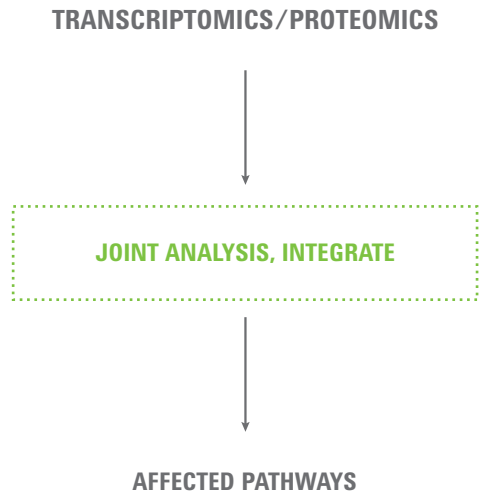 TRANSCRIPTOMICS/PROTEOMICS
JOINT ANALYSIS, INTEGRATE
AFFECTED PATHWAYS